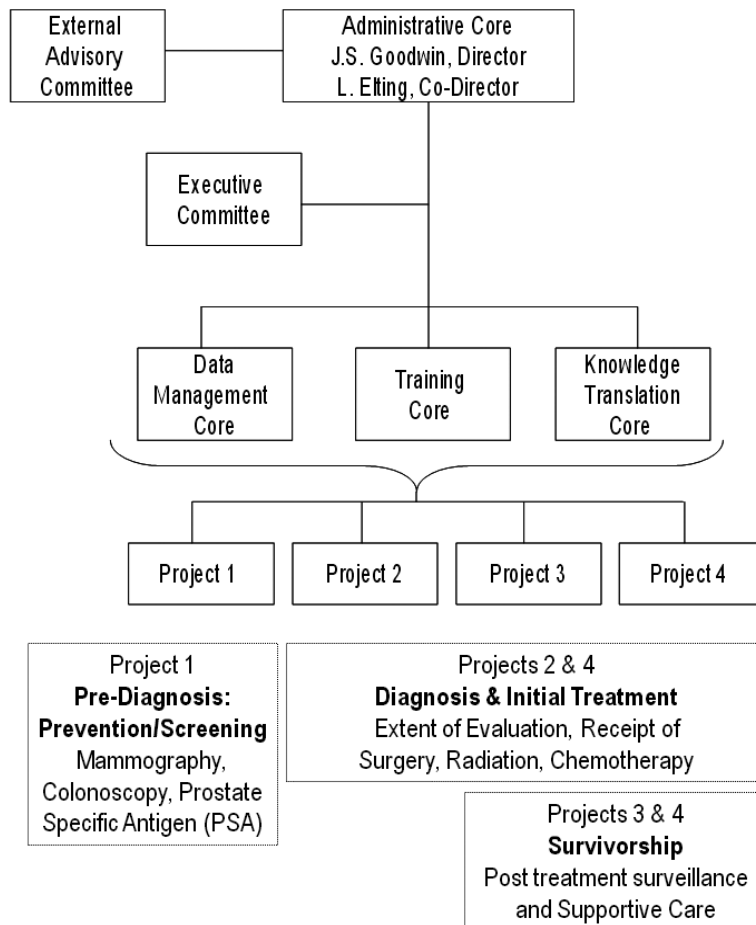 External
Advisory
Committee
Administrative Core
J.S. Goodwin, Director
L. Elting, Co-Director
Executive
Committee
Data
Management
Core
Training
Core
Knowledge
Translation
Core
Project 1
Project 2
Project 3
Project 4
Project 1
Pre-Diagnosis:
Prevention/Screening
Mammography,
Colonoscopy, Prostate
Specific Antigen (PSA)
Projects 2 & 4
Diagnosis & Initial Treatment
Extent of Evaluation, Receipt of
Surgery, Radiation, Chemotherapy
Projects 3 & 4
Survivorship
Post treatment surveillance
and Supportive Care